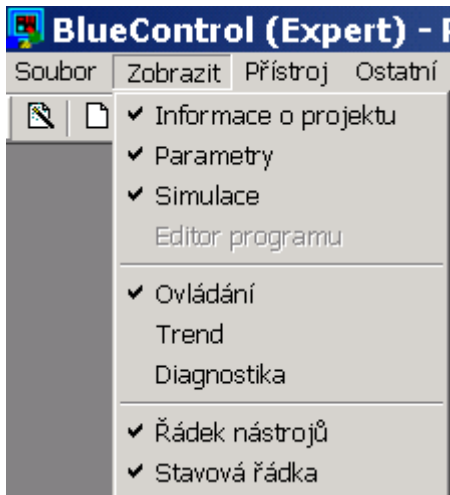 BlueControl (Expert) -
Soubor Zobrazit Přístroj Ostatní
Informace o projektu
Parametry
Simulace
Editor programu
Ovládání
Trend
Diagnostika
Řádek nástrojů
Stavová řádka